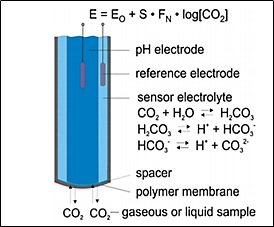 E = E₀ + S • Fɴ • log[CO₂]
pH electrode
reference electrode
sensor electrolyte
CO₂ + H₂O ⇄ H₂CO₃
H₂CO₃ ⇄ H⁺ + HCO₃⁻
HCO₃⁻ ⇄ H⁺ + CO₃²⁻
spacer
polymer membrane
CO₂ CO₂ gaseous or liquid sample